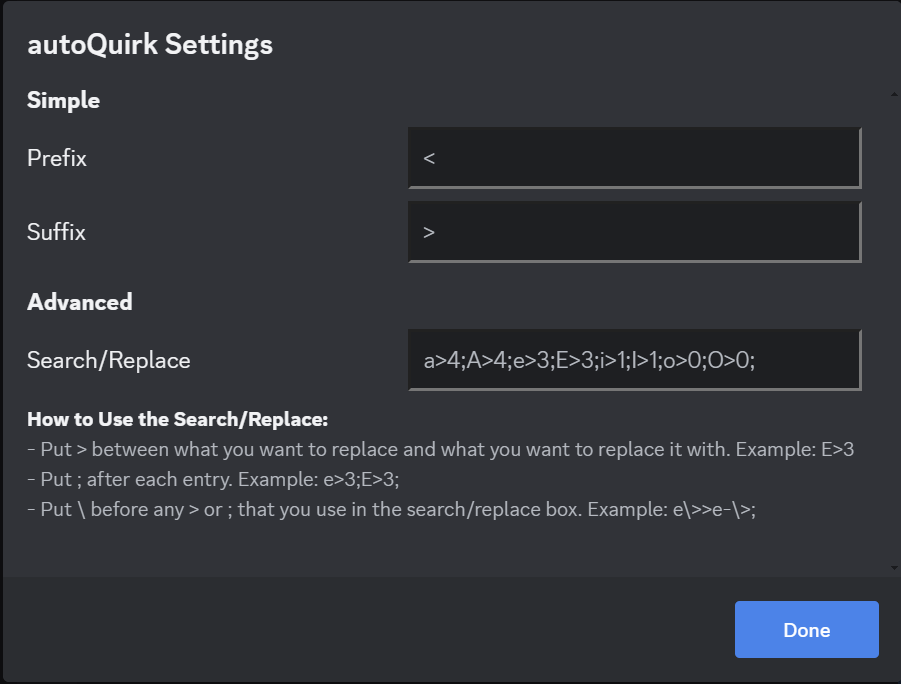 autoQuirk Settings
Simple
Prefix
<
Suffix
>
Advanced
Search/Replace
a>4;A>4;e>3;E>3;i>1;I>1;o>0;O>0;
How to Use the Search/Replace:
- Put > between what you want to replace and what you want to replace it with. Example: E>3
- Put ; after each entry. Example: e>3;E>3;
- Put \ before any > or ; that you use in the search/replace box. Example: e\>>e-\>;
Done